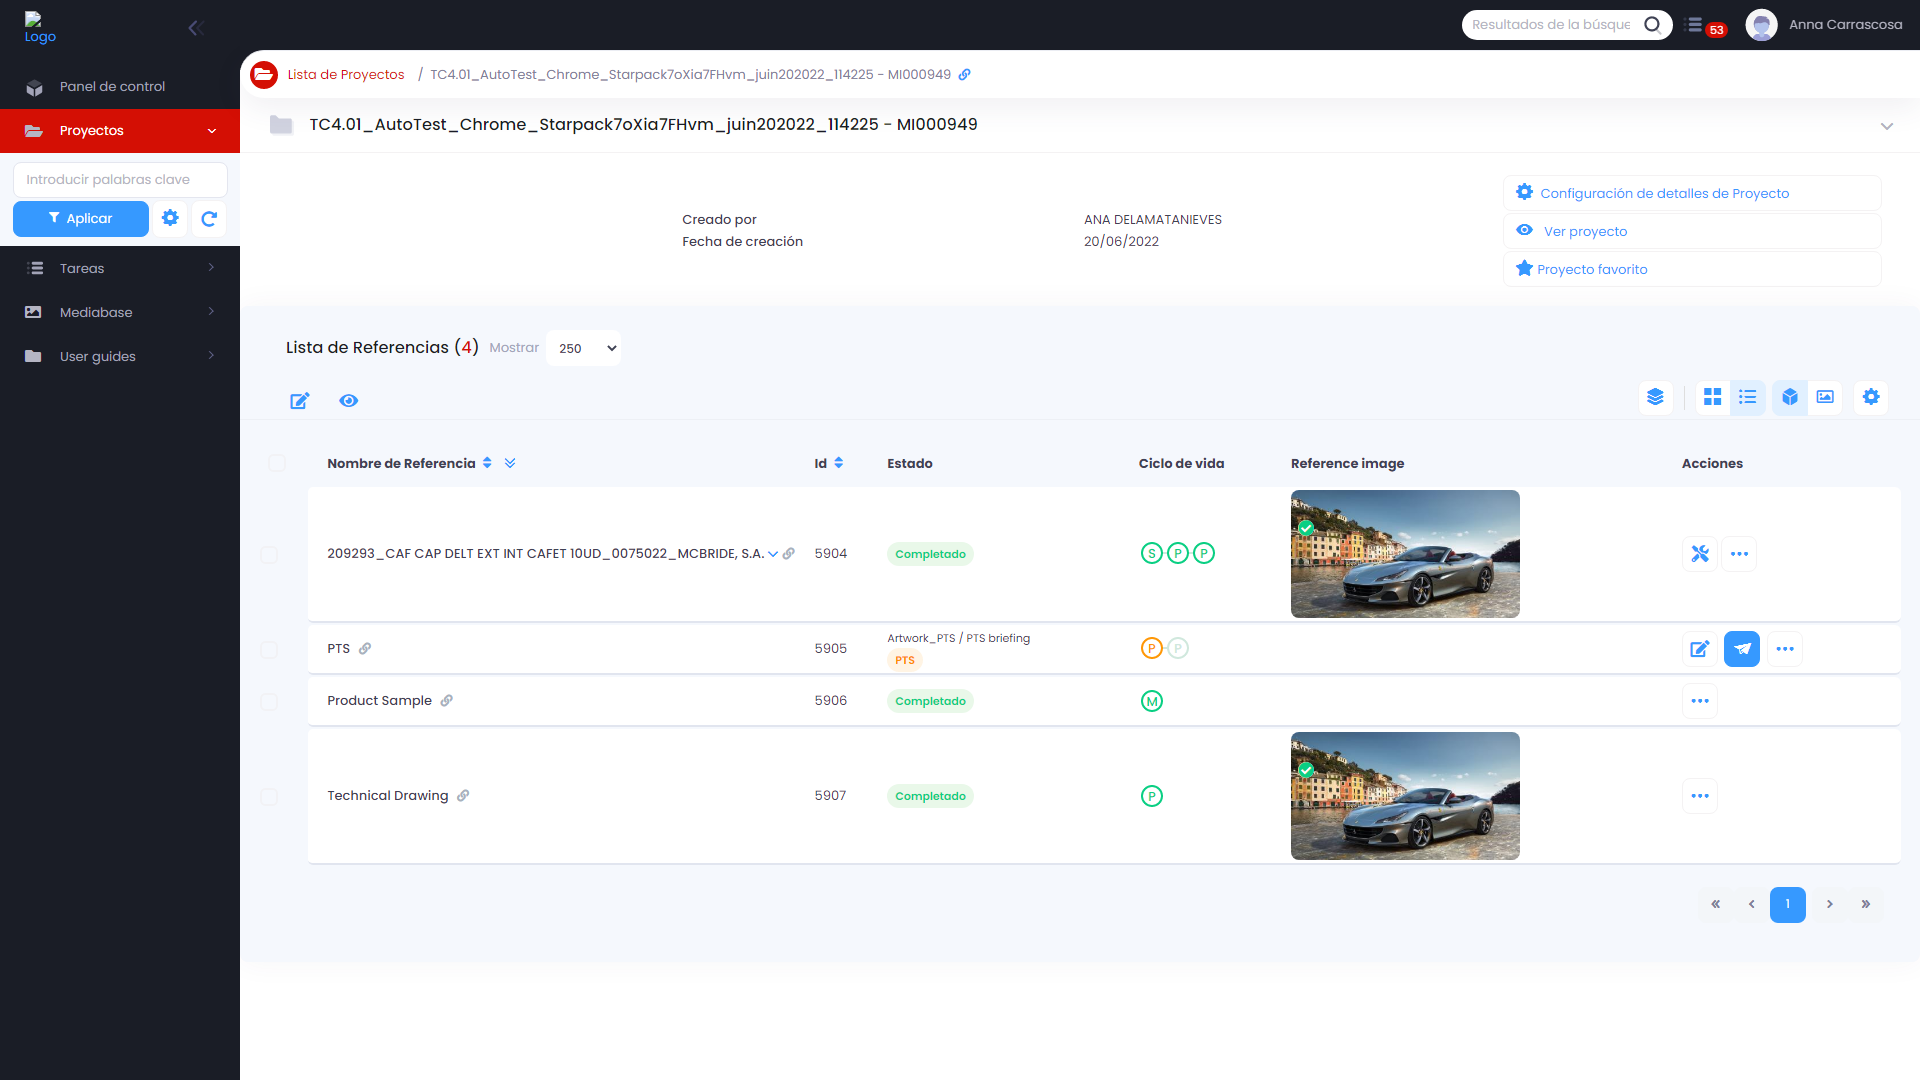 Logo
Resultados de la búsque
53
Anna Carrascosa
Panel de control
Proyectos
Introducir palabras clave
Aplicar
Tareas
Mediabase
User guides
Lista de Proyectos / TC4.01_AutoTest_Chrome_Starpack7oXia7FHvm_juin202022_114225 - MI000949
TC4.01_AutoTest_Chrome_Starpack7oXia7FHvm_juin202022_114225 - MI000949
Creado por ANA DELAMATANIEVES
Fecha de creación 20/06/2022
Configuración de detalles de Proyecto
Ver proyecto
Proyecto favorito
Lista de Referencias (4) Mostrar 250
Nombre de Referencia Id Estado Ciclo de vida Reference image Acciones
209293_CAF CAP DELT EXT INT CAFET 10UD_0075022_MCBRIDE, S.A. 5904 Completado S P P
PTS 5905 Artwork_PTS / PTS briefing P P
PTS
Product Sample 5906 Completado M
Technical Drawing 5907 Completado P
« ‹ 1 › »